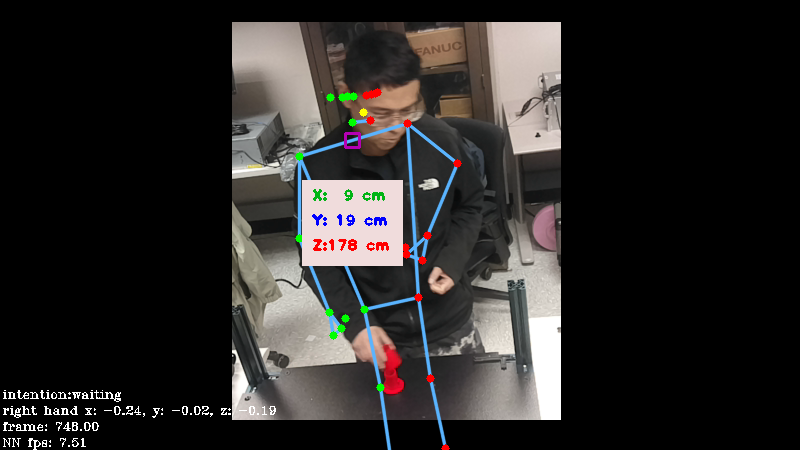 FANUC
X: 9 cm
Y: 19 cm
Z:178 cm
intention:waiting
right hand x: -0.24, y: -0.02, z: -0.19
frame: 748.00
NN fps: 7.51